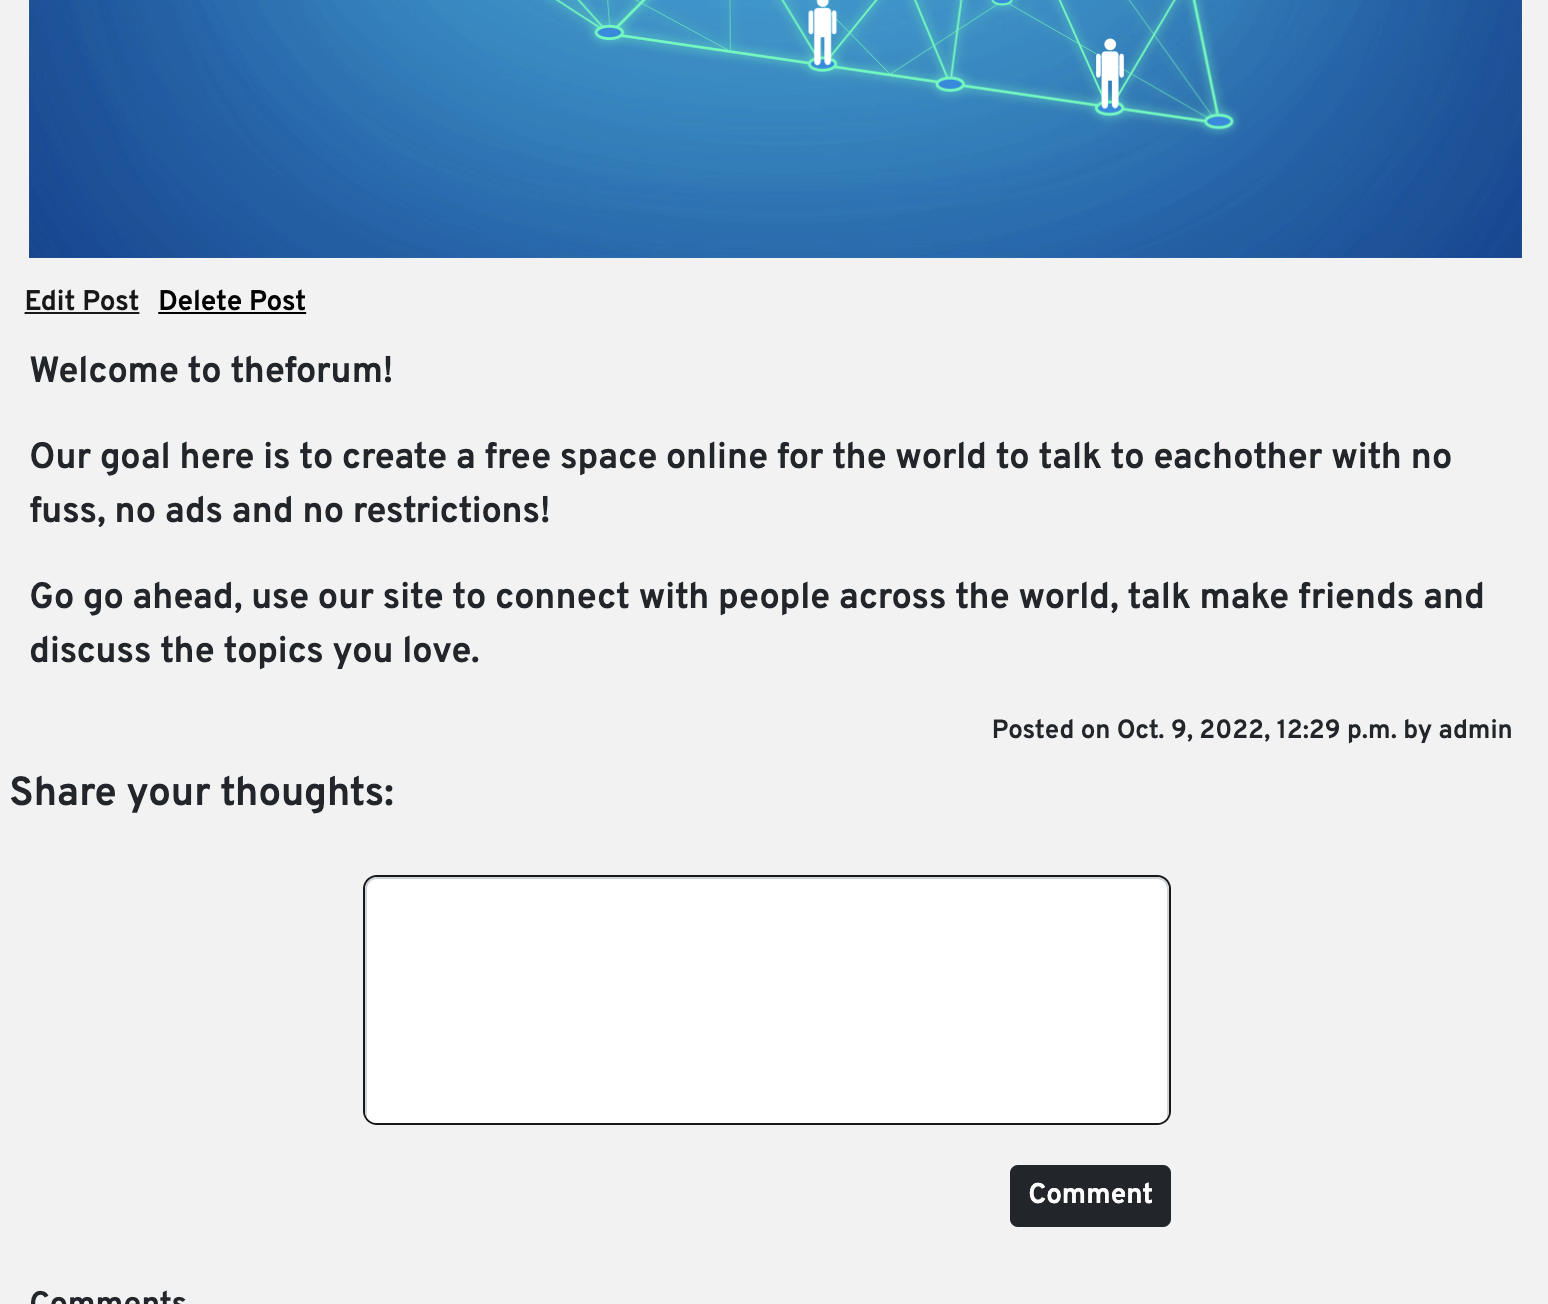 Edit Post Delete Post
Welcome to theforum!
Our goal here is to create a free space online for the world to talk to eachother with no
fuss, no ads and no restrictions!
Go go ahead, use our site to connect with people across the world, talk make friends and
discuss the topics you love.
Posted on Oct. 9, 2022, 12:29 p.m. by admin
Share your thoughts:
Comment
Comments